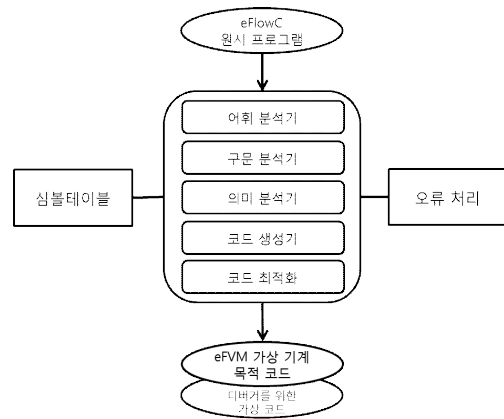 eFlowC
원시 프로그램
어휘 분석기
구문 분석기
심볼테이블
의미 분석기
오류 처리
코드 생성기
코드 최적화
eFVM 가상 기계
목적 코드
디버거를 위한
가상 코드